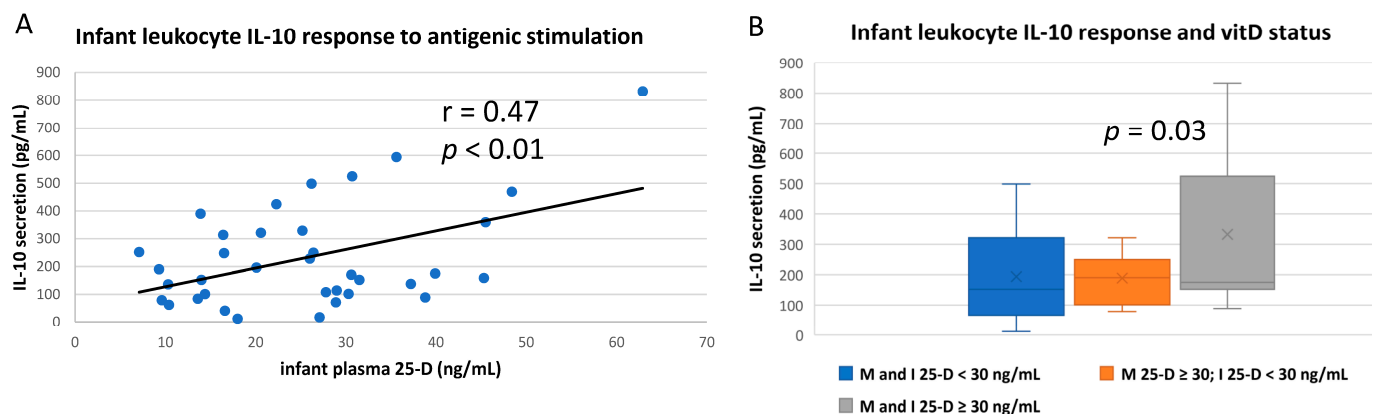 A
Infant leukocyte IL-10 response to antigenic stimulation
IL-10 secretion (pg/mL)
900
800
700
600
500
400
300
200
100
0
r = 0.47
p < 0.01
0 10 20 30 40 50 60 70
infant plasma 25-D (ng/mL)
B
Infant leukocyte IL-10 response and vitD status
IL-10 secretion (pg/mL)
900
800
700
600
500
400
300
200
100
0
p = 0.03
M and I 25-D < 30 ng/mL
M 25-D ≥ 30; I 25-D < 30 ng/mL
M and I 25-D ≥ 30 ng/mL